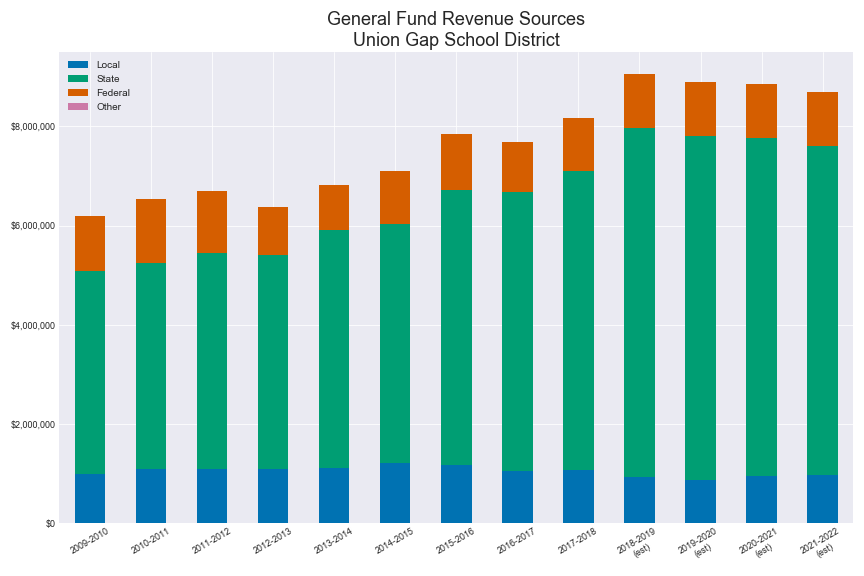 General Fund Revenue Sources
Union Gap School District
Local
State
Federal
Other
$8,000,000
$6,000,000
$4,000,000
$2,000,000
$0
2009-2010
2010-2011
2011-2012
2012-2013
2013-2014
2014-2015
2015-2016
2016-2017
2017-2018
2018-2019
(est)
2019-2020
(est)
2020-2021
(est)
2021-2022
(est)